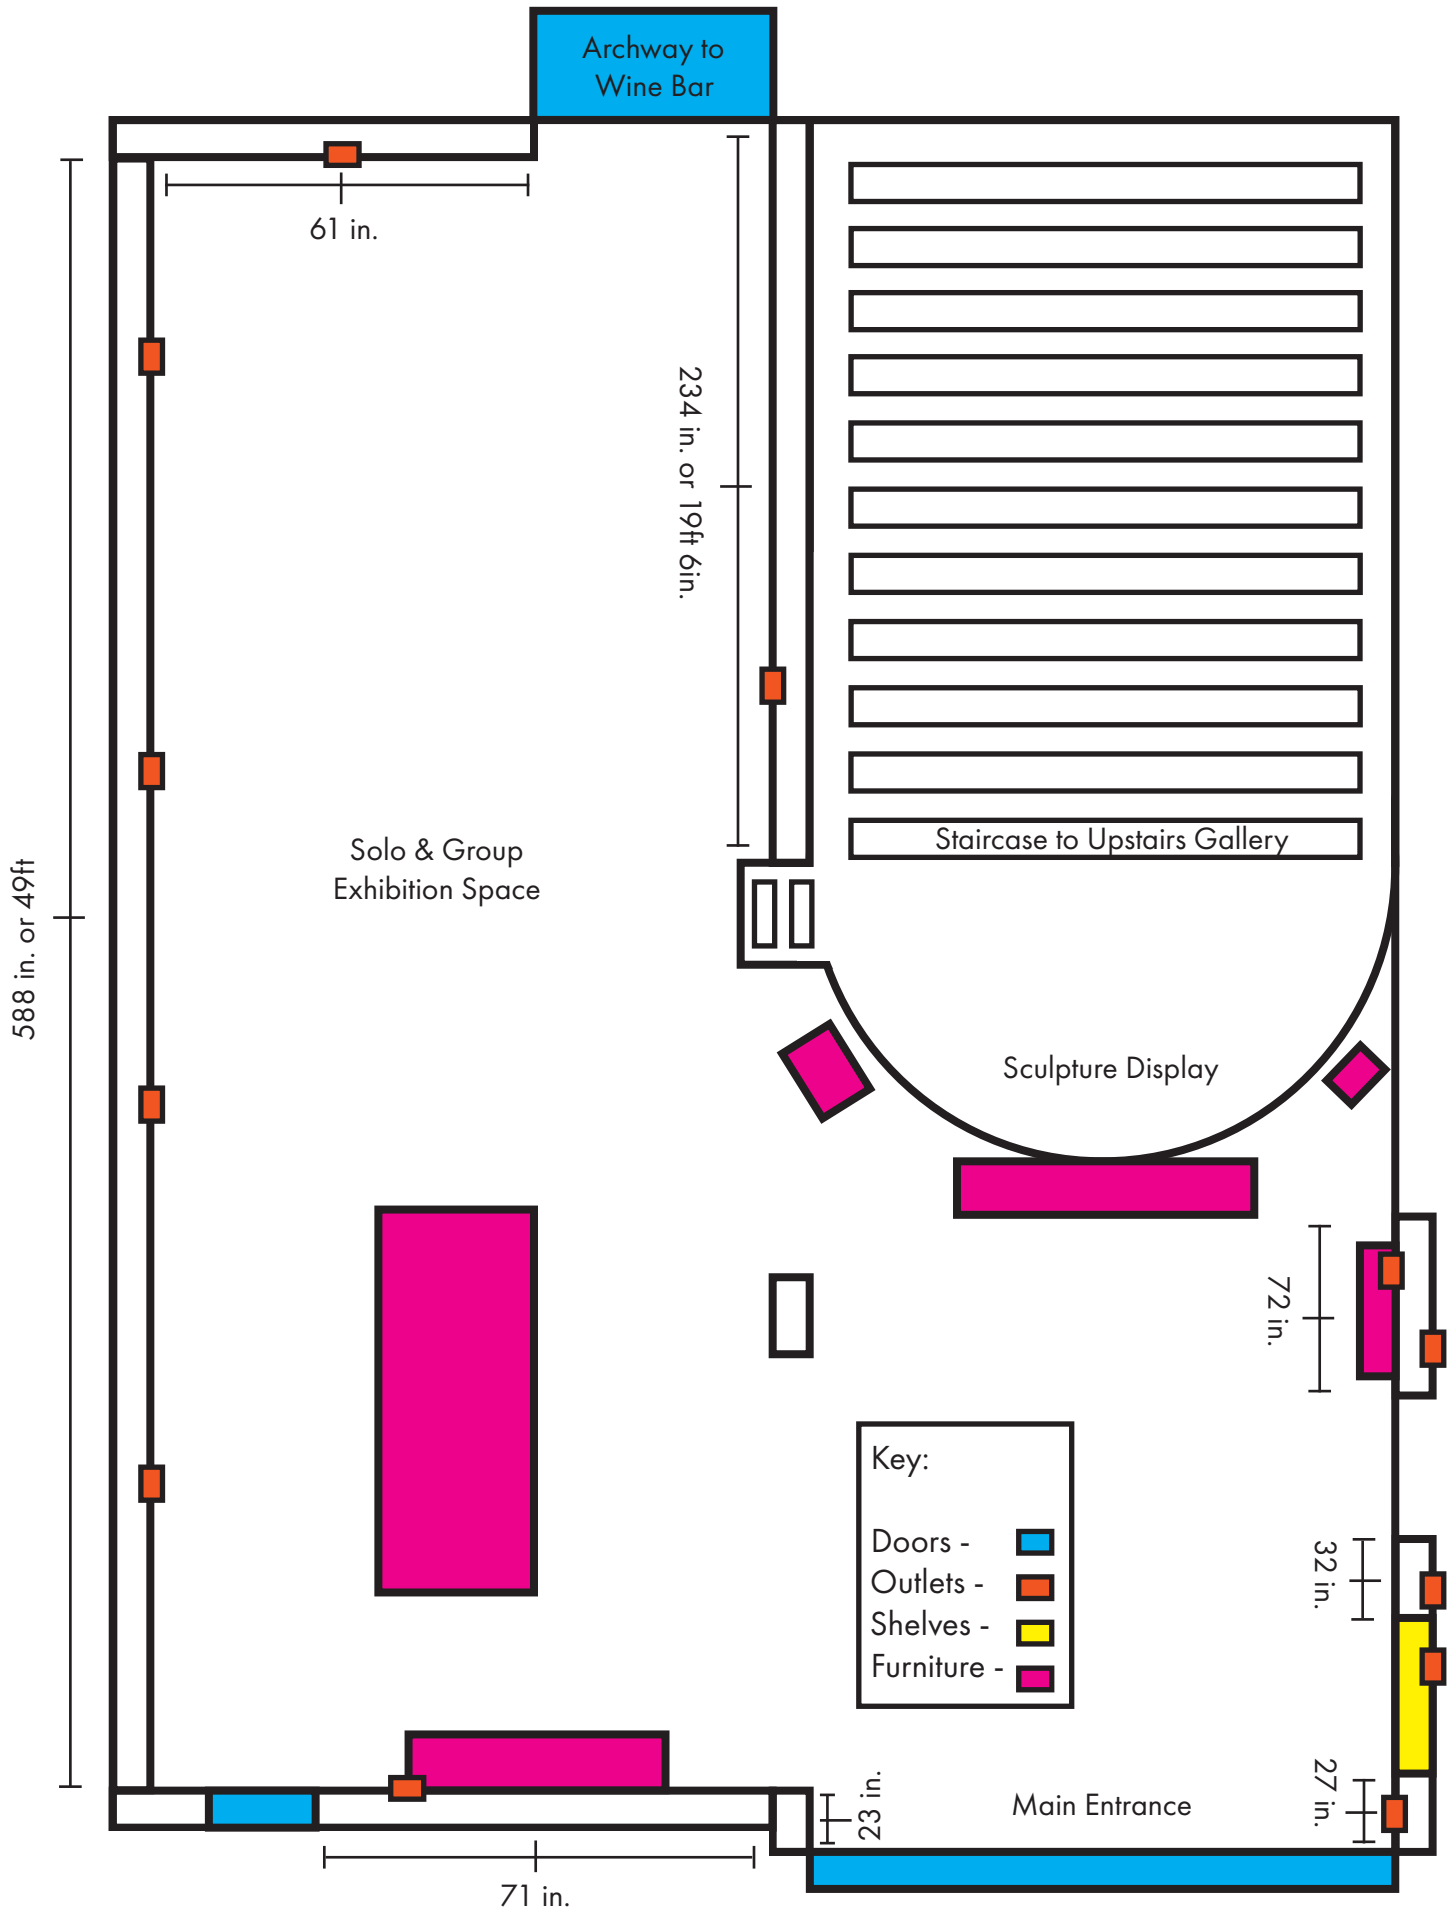 Archway to
Wine Bar
61 in.
234 in. or 19ft 6in.
Staircase to Upstairs Gallery
Solo & Group
Exhibition Space
588 in. or 49ft
Sculpture Display
72 in.
Key:
Doors -
Outlets -
Shelves -
Furniture -
32 in.
27 in.
23 in.
Main Entrance
71 in.